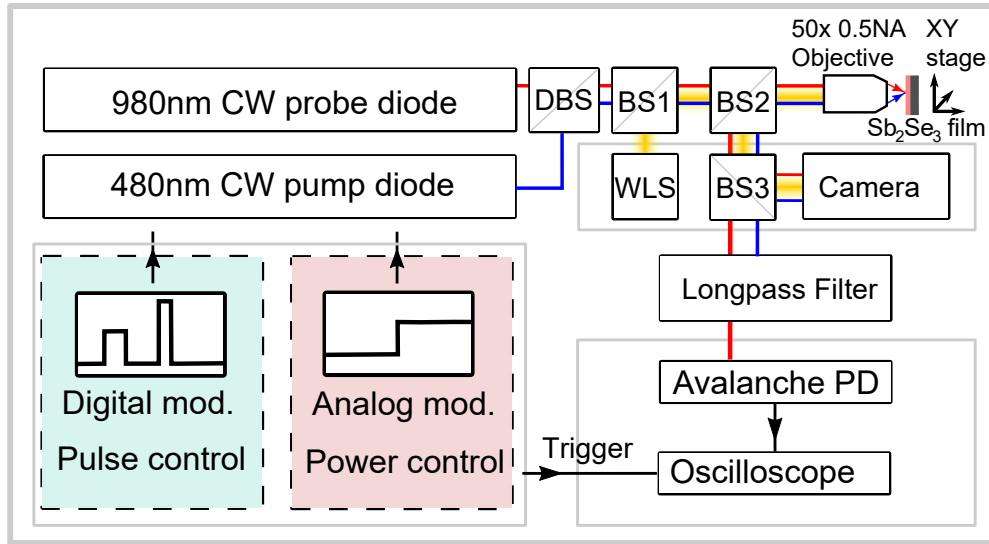 50x 0.5NA
Objective
XY
stage
980nm CW probe diode
DBS
BS1
BS2
Sb₂Se₃ film
480nm CW pump diode
WLS
BS3
Camera
Longpass Filter
Digital mod.
Pulse control
Analog mod.
Power control
Trigger
Avalanche PD
Oscilloscope